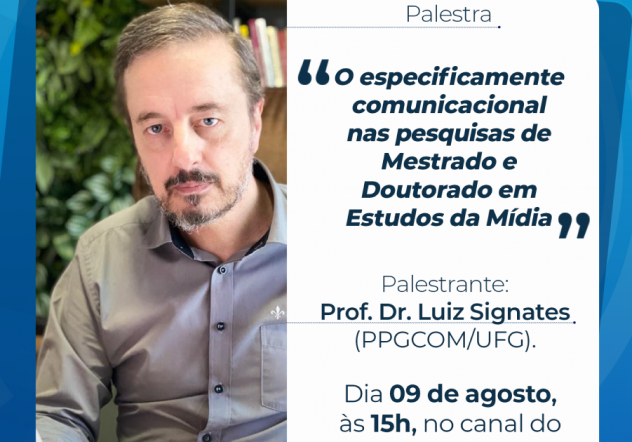 Palestra
“O especificamente
comunicacional
nas pesquisas de
Mestrado e
Doutorado em
Estudos da Mídia”
Palestrante:
Prof. Dr. Luiz Signates
(PPGCOM/UFG).
Dia 09 de agosto,
às 15h, no canal do